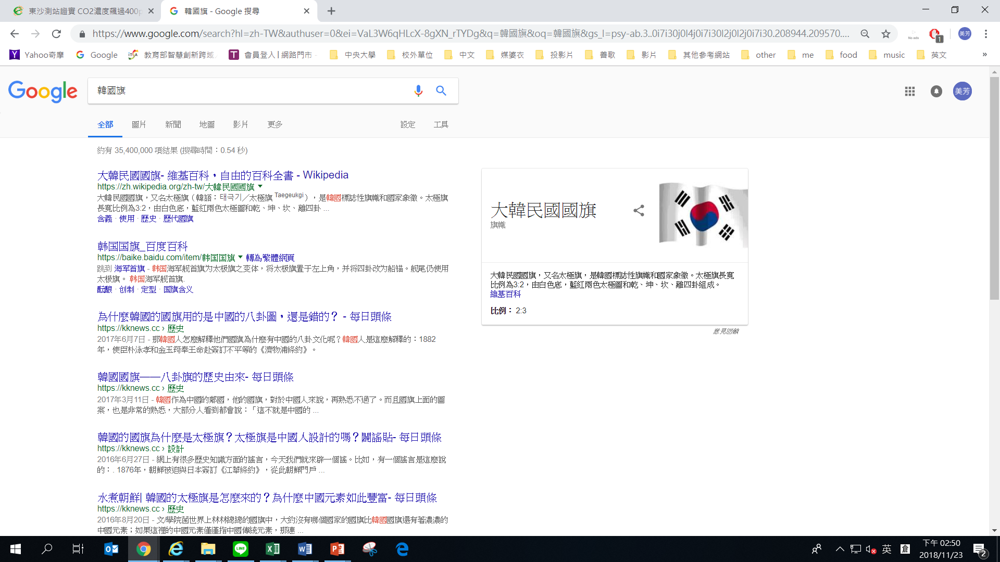 東沙測站證實 CO2濃度飆過400p
韓國旗 - Google 搜尋
https://www.google.com/search?hl=zh-TW&authuser=0&ei=VaL3W6qHLcX-8gXN_rTYDg&q=韓國旗&oq=韓國旗&gs_l=psy-ab.3..0i7i30j0l4j0i7i30l2j0l2j0i7i30.208944.209570....
No ads
1
美芳
Yahoo奇摩
Google
教育部智慧創新跨域
會員登入 | 網路門市 -
中央大學
校外單位
中文
媒婆衣
投影片
善歌
影片
其他參考網站
other
me
food
music
英文
»
Google
韓國旗
美芳
全部
圖片
新聞
地圖
影片
更多
設定
工具
約有 35,400,000 項結果 (搜尋時間：0.54 秒)
大韓民國國旗- 維基百科，自由的百科全書 - Wikipedia
https://zh.wikipedia.org/zh-tw/大韓民國國旗
大韓民國國旗，又名太極旗（韓語：태극기／太極旗 Taegeukgi），是韓國標誌性旗幟和國家象徵。太極旗
長寬比例為3:2，由白色底，藍紅兩色太極圖和乾、坤、坎、離四卦 ...
含義 · 使用 · 歷史 · 歷代國旗
韩国国旗_百度百科
https://baike.baidu.com/item/韩国国旗 轉為繁體網頁
跳到 海军首旗 - 韩国海军舰首旗为太极旗之变体，将太极旗置于左上角，并将四卦改为船锚。舰尾仍使用
太极旗。 韩国海军舰首旗.
酝酿 · 创制 · 定型 · 国旗含义
為什麼韓國的國旗用的是中國的八卦圖，還是錯的？ - 每日頭條
https://kknews.cc › 歷史
2017年6月7日 - 那韓國人怎麼解釋他們國旗為什麼有中國的八卦文化呢？韓國人是這麼解釋的：1882
年，使臣朴泳孝和金玉筠奉王命赴簽訂不平等的《濟物浦條約》。
韓國國旗——八卦旗的歷史由來- 每日頭條
https://kknews.cc › 歷史
2017年3月11日 - 韓國作為中國的鄰國，他的國旗，對於中國人來說，再熟悉不過了。而且國旗上面的圖
案，也是非常的熟悉，大部分人看到都會說：「這不就是中國的 ...
韓國的國旗為什麼是太極旗？太極旗是中國人設計的嗎？闢謠貼- 每日頭條
https://kknews.cc › 設計
2016年6月27日 - 網上有很多歷史知識方面的謠言，今天我們就來辟一個謠。比如，有一個謠言是這麼說
的：. 1876年，朝鮮被迫與日本簽訂《江華條約》，從此朝鮮門戶 ...
水煮朝鮮| 韓國的太極旗是怎麼來的？為什麼中國元素如此豐富- 每日頭條
https://kknews.cc › 歷史
2016年8月20日 - 文/學院菌世界上林林總總的國旗中，大約沒有哪個國家的國旗比韓國國旗還有著濃濃的
中國元素；如果這裡的中國元素僅僅指中國傳統元素，那連 ...
大韓民國國旗
旗幟
大韓民國國旗，又名太極旗，是韓國標誌性旗幟和國家象徵。太極旗長寬
比例為3:2，由白色底，藍紅兩色太極圖和乾、坤、坎、離四卦組成。
維基百科
比例： 2:3
意見回饋
LINE
英
倉
下午 02:50
2018/11/23
2